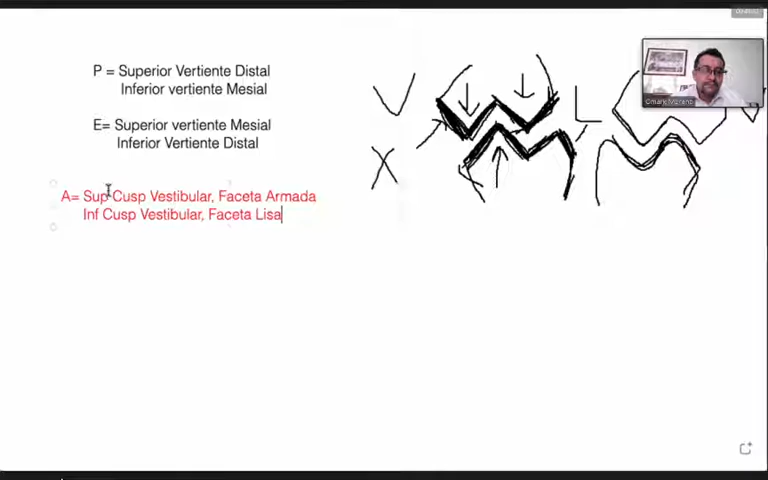 P = Superior Vertiente Distal
Inferior vertiente Mesial
E= Superior vertiente Mesial
Inferior Vertiente Distal
A= Sup Cusp Vestibular, Faceta Armada
Inf Cusp Vestibular, Faceta Lisa
V
L
X